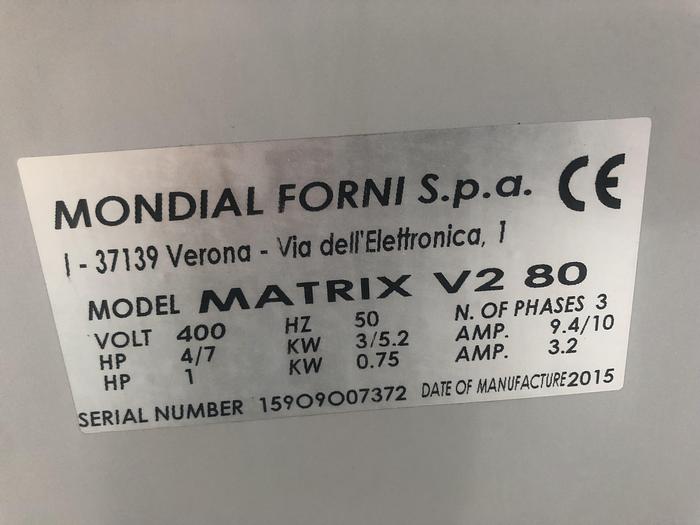 MONDIAL FORNI S.p.a. CE
I - 37139 Verona - Via dell'Elettronica, 1
MODEL MATRIX V2 80
VOLT 400 HZ 50 N. OF PHASES 3
HP 4/7 KW 3/5.2 AMP. 9.4/10
HP 1 KW 0.75 AMP. 3.2
SERIAL NUMBER 15909007372 DATE OF MANUFACTURE 2015